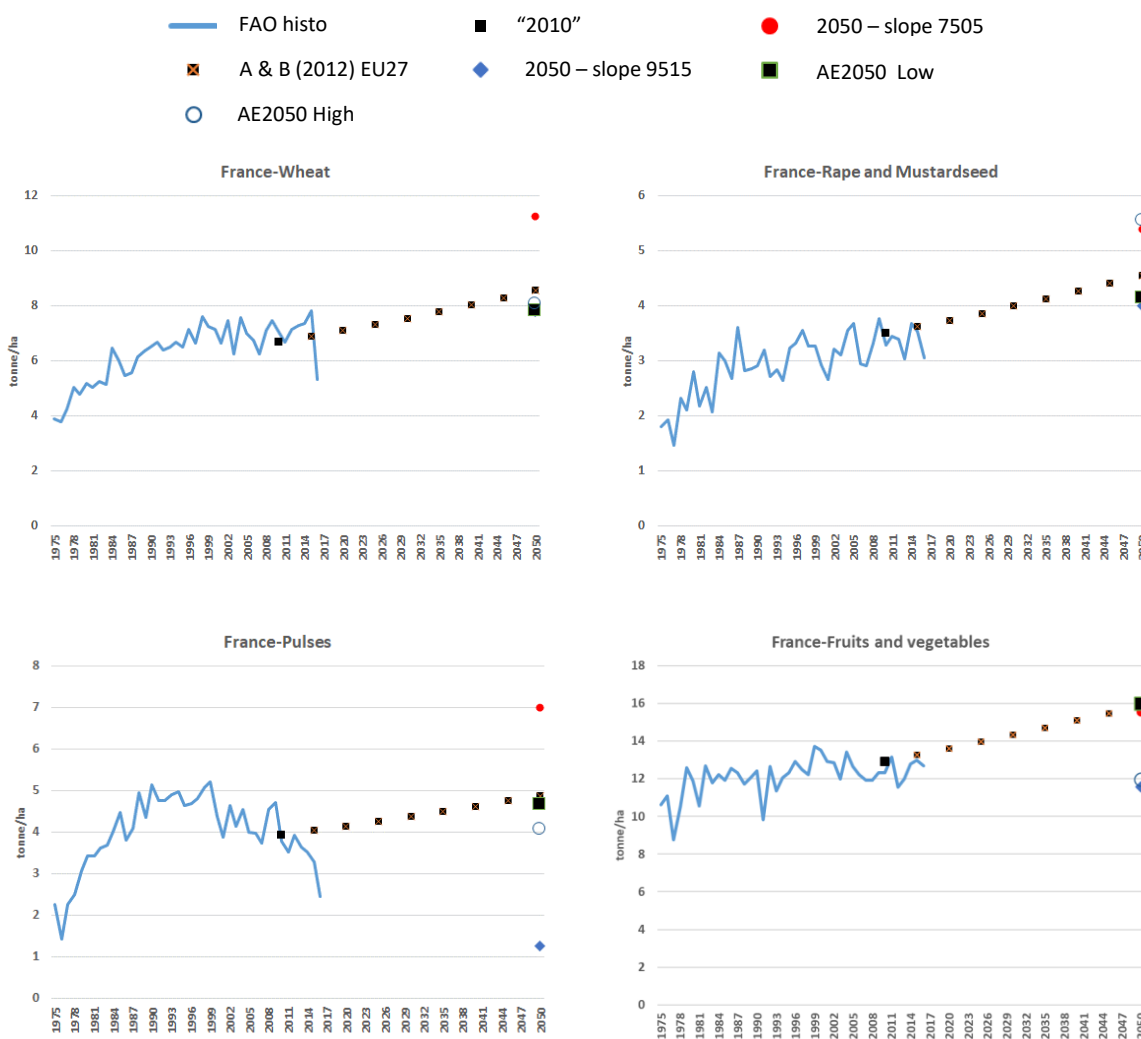 FAO histo
“2010”
2050 – slope 7505
A & B (2012) EU27
2050 – slope 9515
AE2050  Low
AE2050 High
France-Wheat
12
10
8
6
4
2
0
tonne/ha
1975 1978 1981 1984 1987 1990 1993 1996 1999 2002 2005 2008 2011 2014 2017 2020 2023 2026 2029 2032 2035 2038 2041 2044 2047 2050
France-Rape and Mustardseed
6
5
4
3
2
1
0
tonne/ha
1975 1978 1981 1984 1987 1990 1993 1996 1999 2002 2005 2008 2011 2014 2017 2020 2023 2026 2029 2032 2035 2038 2041 2044 2047 2050
France-Pulses
8
7
6
5
4
3
2
1
0
tonne/ha
1975 1978 1981 1984 1987 1990 1993 1996 1999 2002 2005 2008 2011 2014 2017 2020 2023 2026 2029 2032 2035 2038 2041 2044 2047 2050
France-Fruits and vegetables
18
16
14
12
10
8
6
4
2
0
tonne/ha
1975 1978 1981 1984 1987 1990 1993 1996 1999 2002 2005 2008 2011 2014 2017 2020 2023 2026 2029 2032 2035 2038 2041 2044 2047 2050